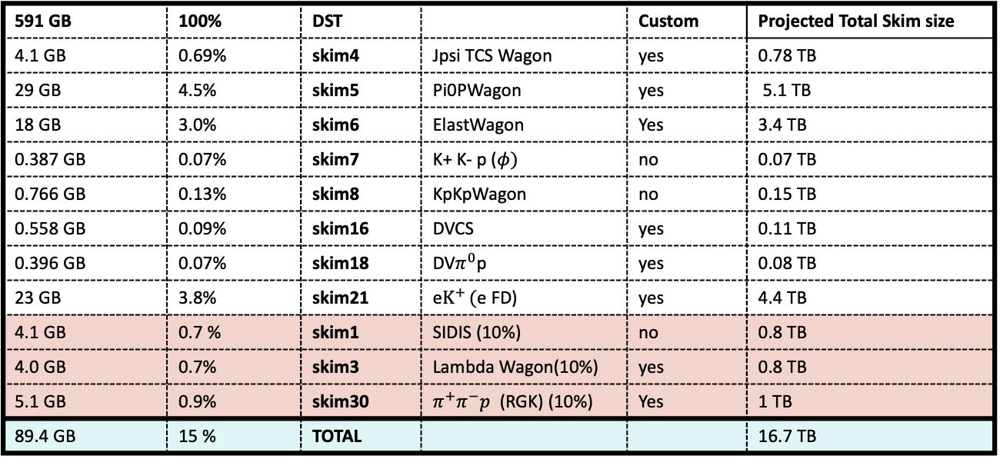 591 GB 100% DST Custom Projected Total Skim size
4.1 GB 0.69% skim4 Jpsi TCS Wagon yes 0.78 TB
29 GB 4.5% skim5 Pi0PWagon yes 5.1 TB
18 GB 3.0% skim6 ElastWagon Yes 3.4 TB
0.387 GB 0.07% skim7 K+ K- p (𝜙) no 0.07 TB
0.766 GB 0.13% skim8 KpKpWagon no 0.15 TB
0.558 GB 0.09% skim16 DVCS yes 0.11 TB
0.396 GB 0.07% skim18 DV𝜋⁰p yes 0.08 TB
23 GB 3.8% skim21 eK⁺ (e FD) yes 4.4 TB
4.1 GB 0.7 % skim1 SIDIS (10%) no 0.8 TB
4.0 GB 0.7% skim3 Lambda Wagon(10%) yes 0.8 TB
5.1 GB 0.9% skim30 𝜋⁺𝜋⁻𝑝 (RGK) (10%) Yes 1 TB
89.4 GB 15 % TOTAL 16.7 TB